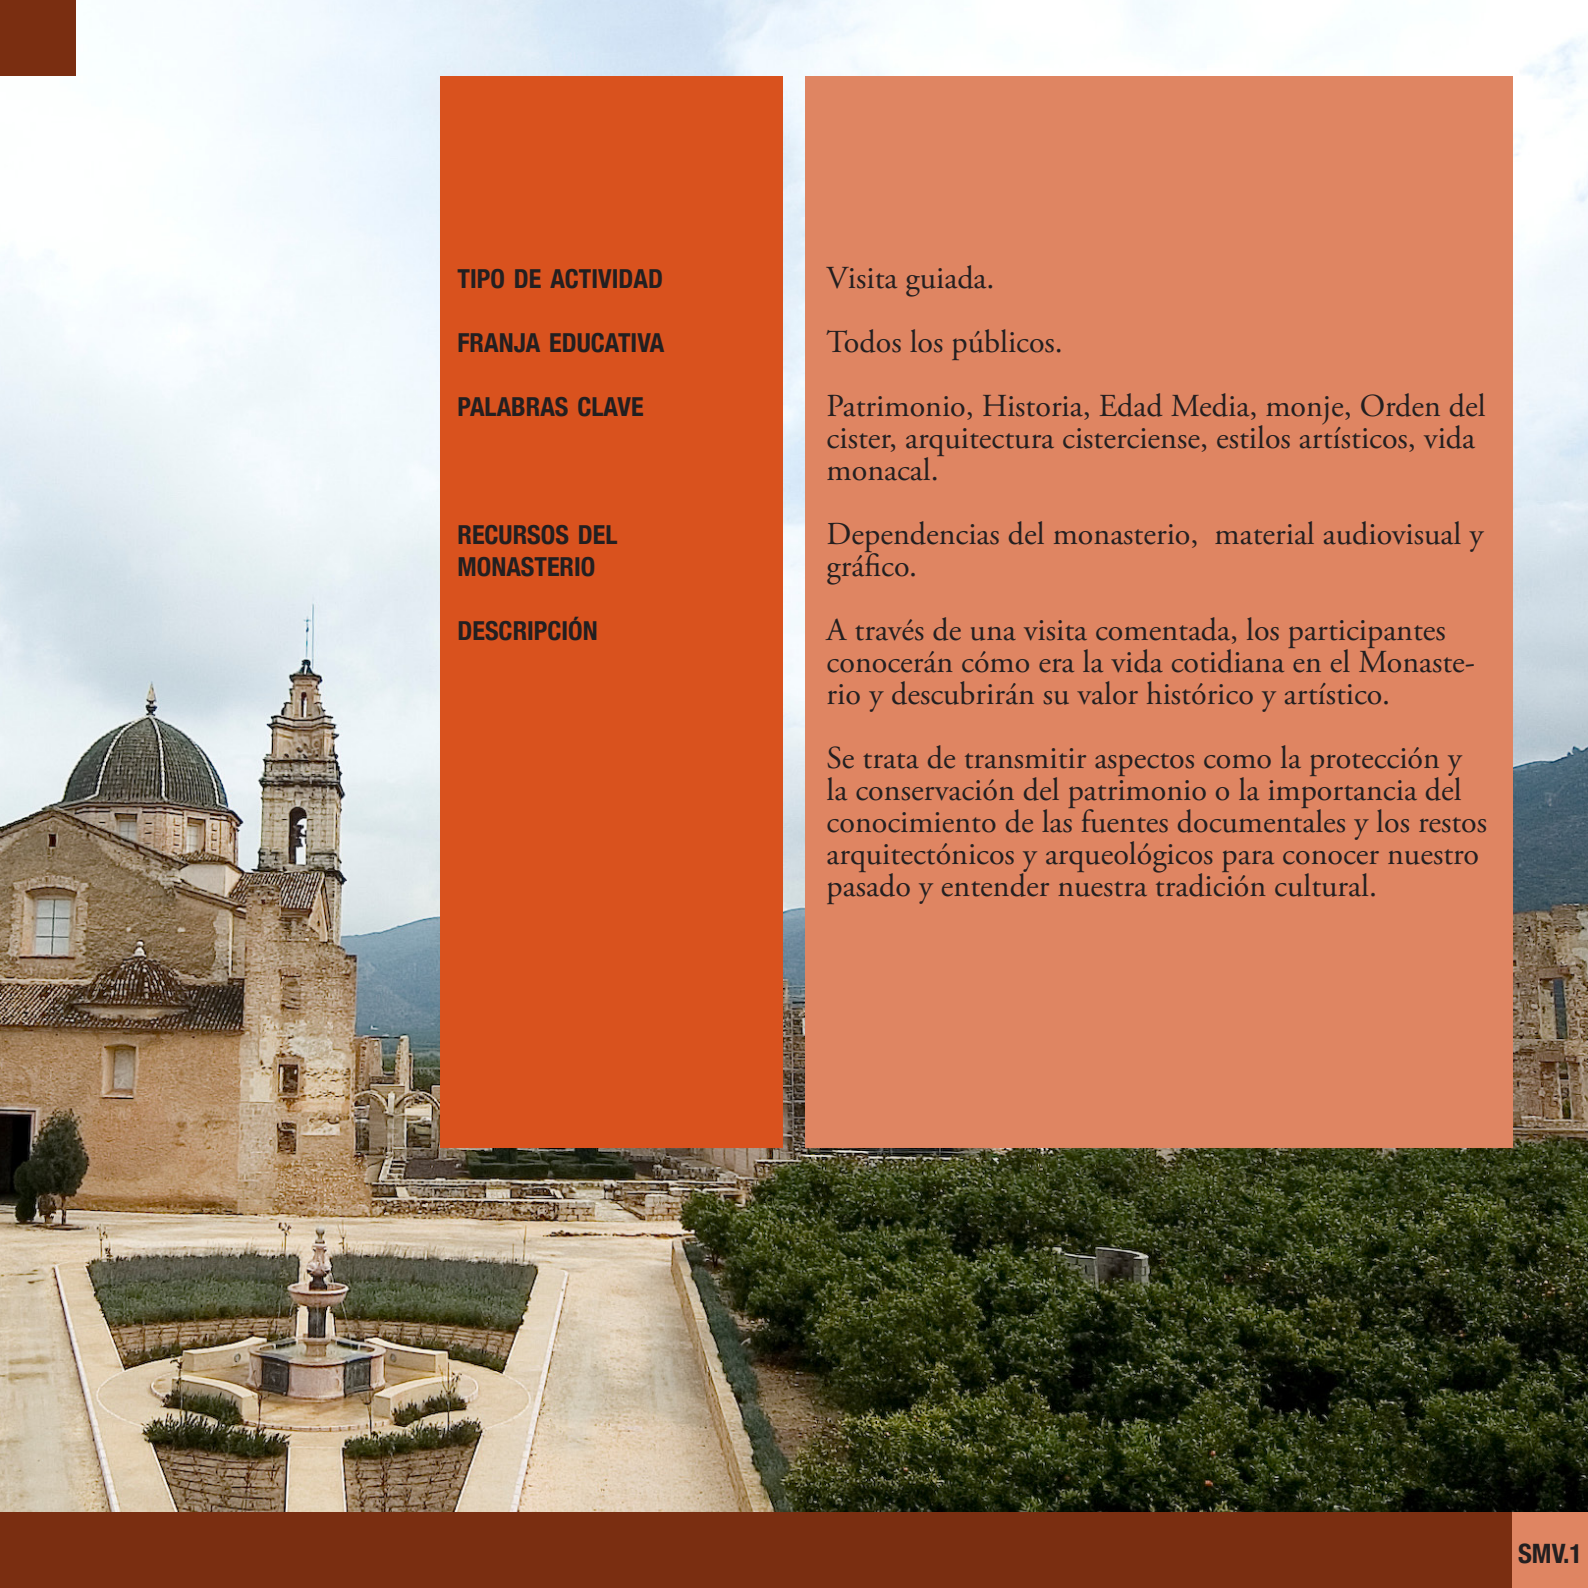 TIPO DE ACTIVIDAD
Visita guiada.
FRANJA EDUCATIVA
Todos los públicos.
PALABRAS CLAVE
Patrimonio, Historia, Edad Media, monje, Orden del
cister, arquitectura cisterciense, estilos artísticos, vida
monacal.
RECURSOS DEL
MONASTERIO
Dependencias del monasterio,  material audiovisual y
gráfico.
DESCRIPCIÓN
A través de una visita comentada, los participantes
conocerán cómo era la vida cotidiana en el Monaste-
rio y descubrirán su valor histórico y artístico.
Se trata de transmitir aspectos como la protección y
la conservación del patrimonio o la importancia del
conocimiento de las fuentes documentales y los restos
arquitectónicos y arqueológicos para conocer nuestro
pasado y entender nuestra tradición cultural.
SMV.1